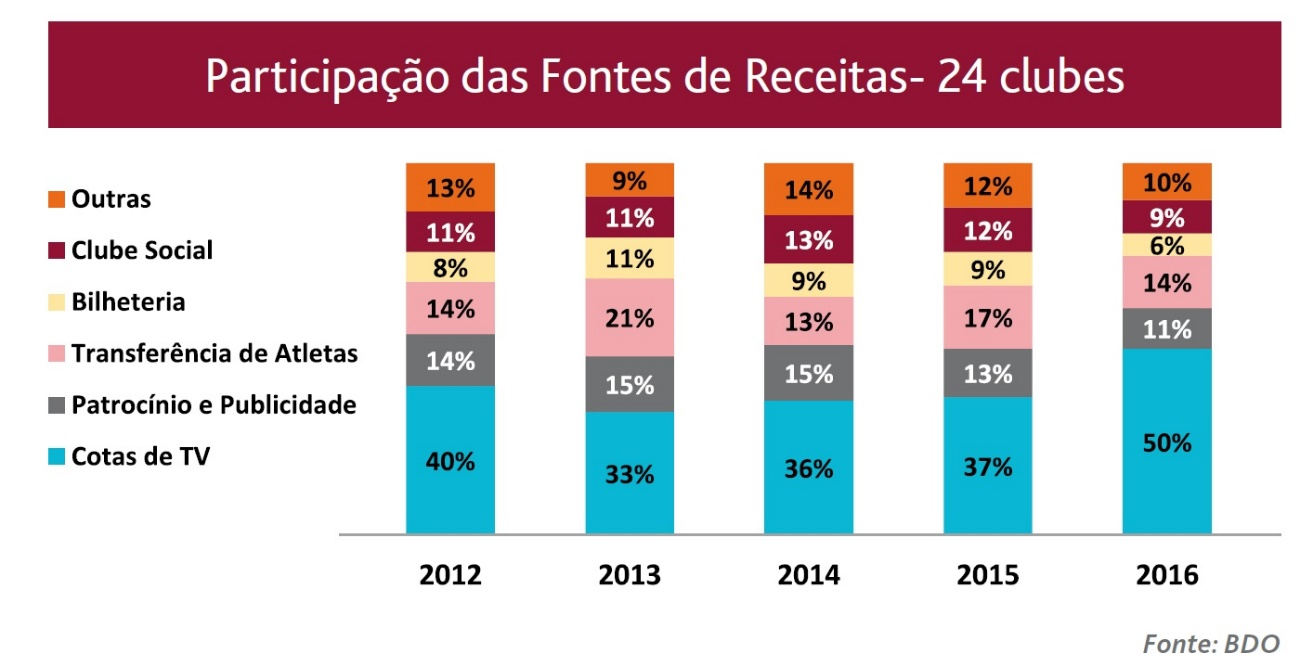 Participação das Fontes de Receitas- 24 clubes
Outras
Clube Social
Bilheteria
Transferência de Atletas
Patrocínio e Publicidade
Cotas de TV
13% 9% 14% 12% 10%
11% 11% 13% 12% 9%
8% 11% 9% 9% 6%
14% 21% 13% 17% 14%
14% 15% 15% 13% 11%
40% 33% 36% 37% 50%
2012 2013 2014 2015 2016
Fonte: BDO